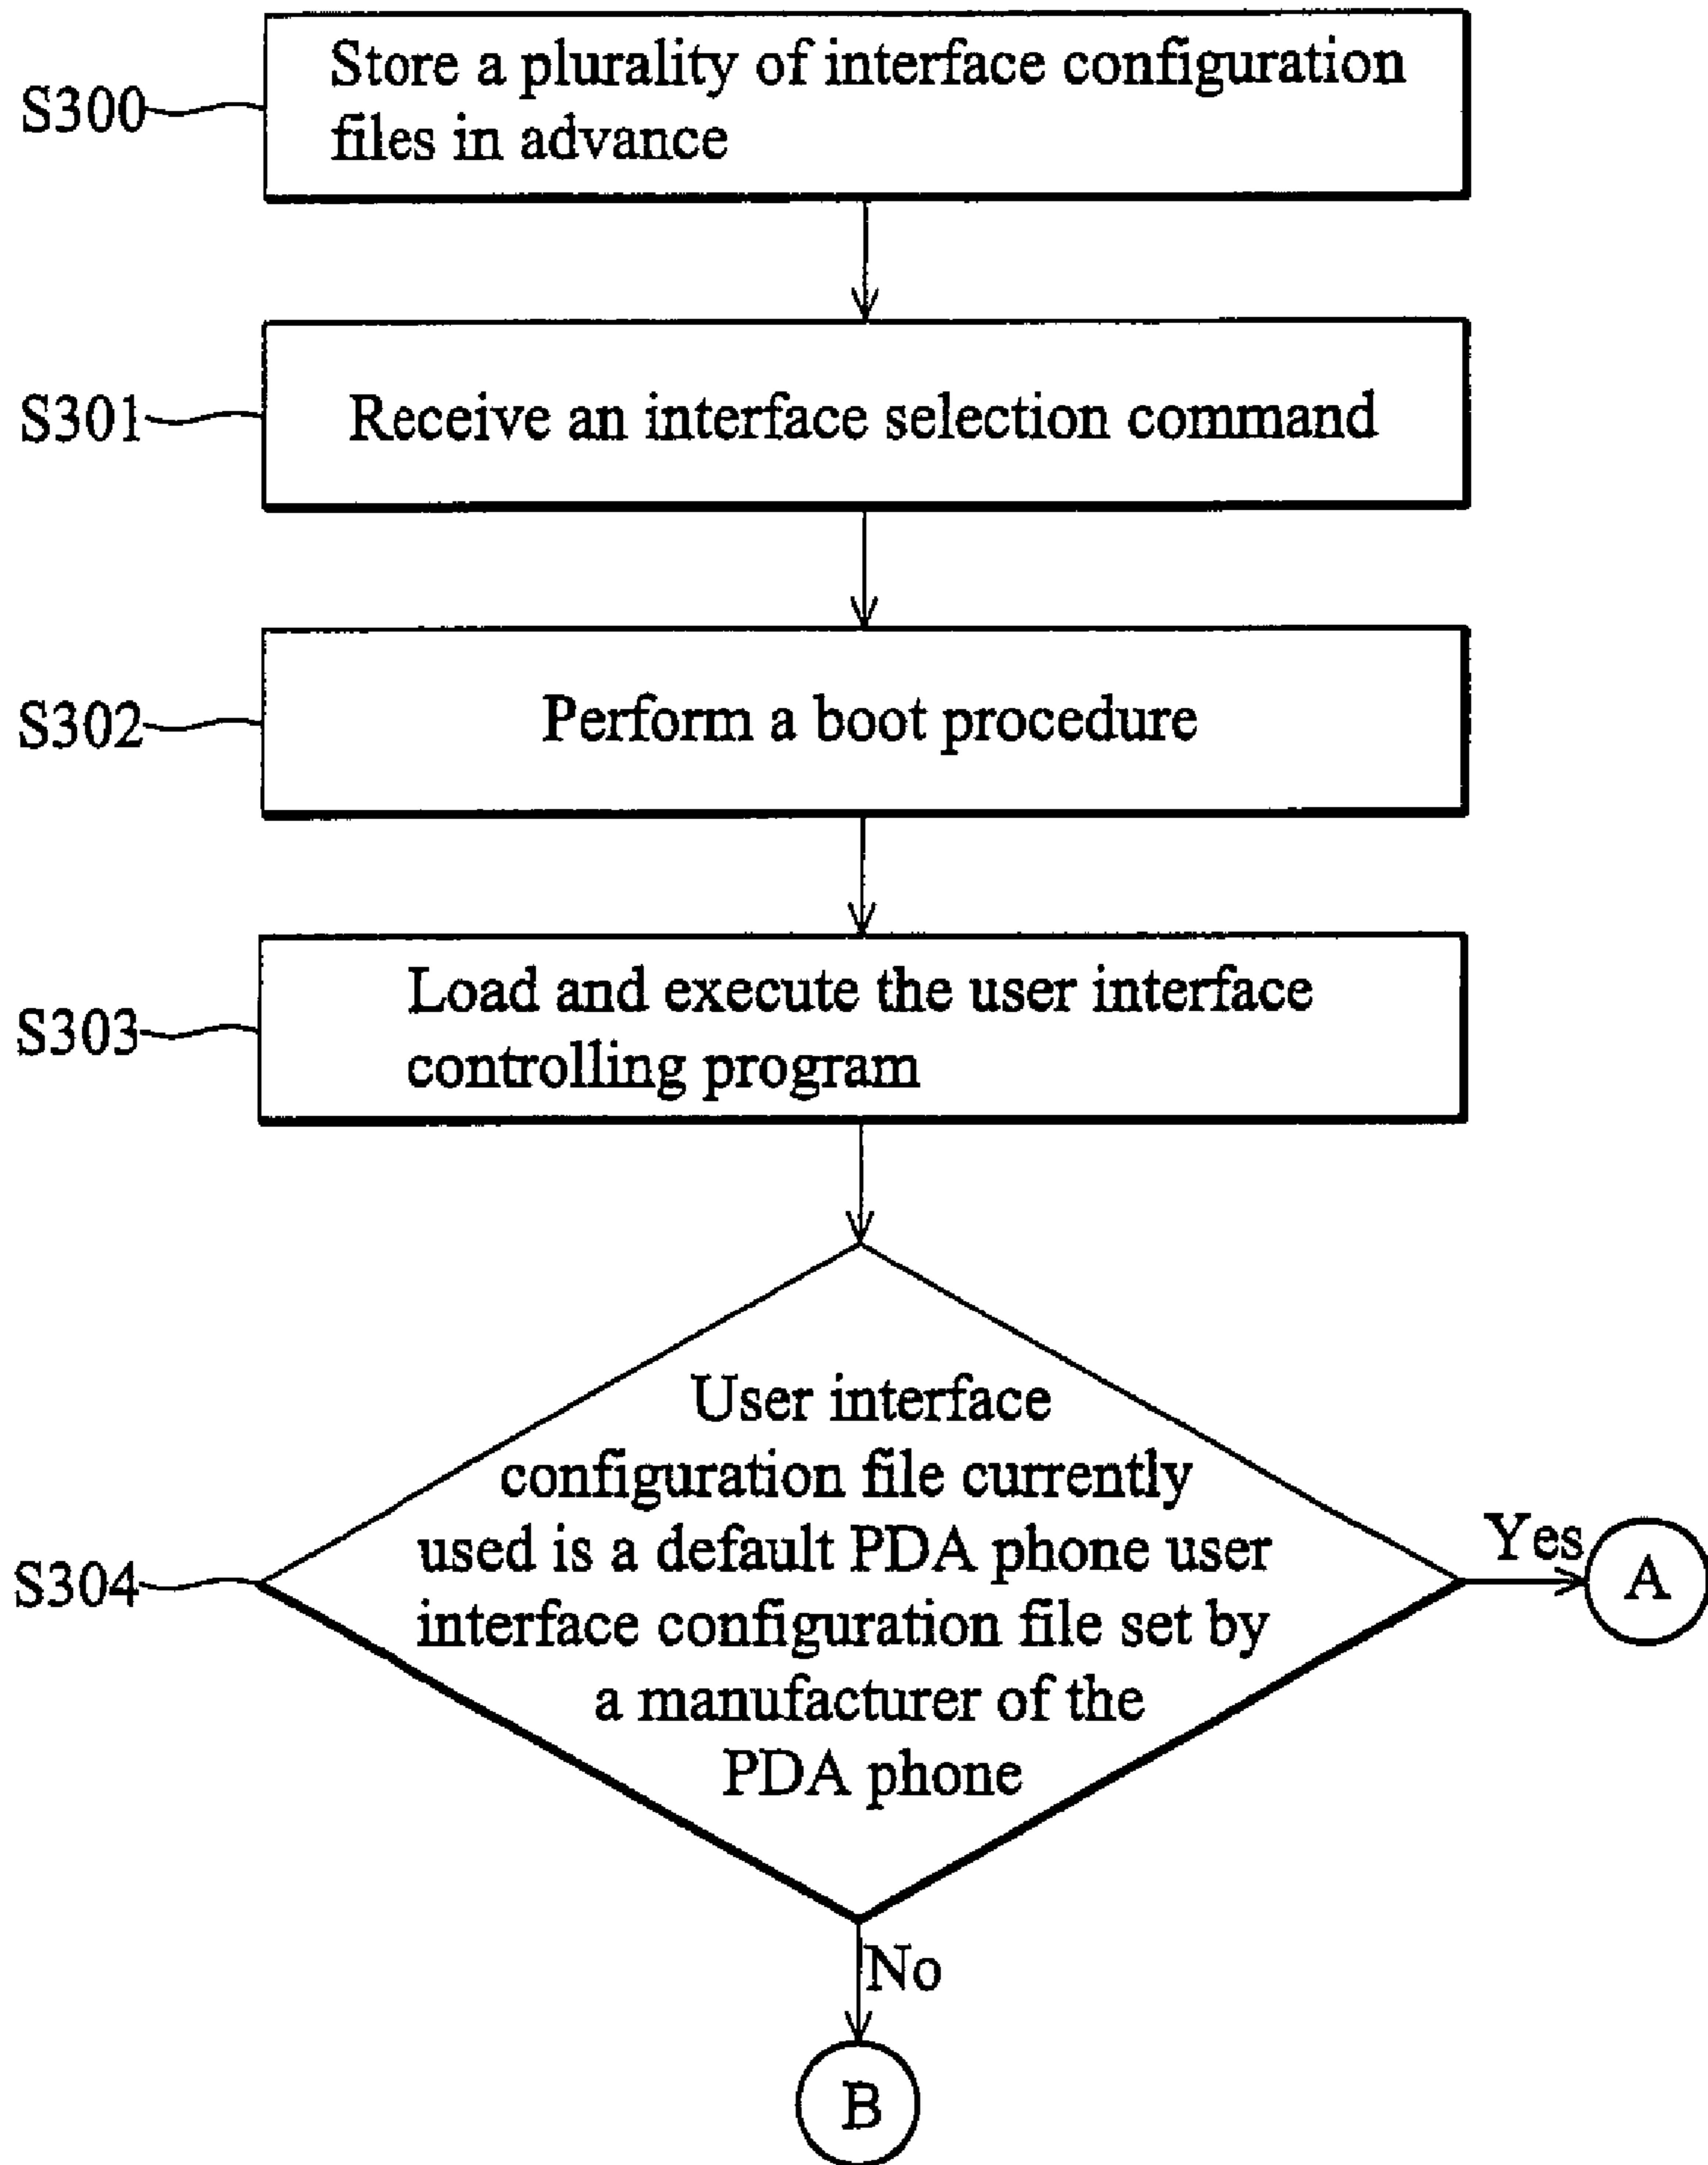 S300
Store a plurality of interface configuration
files in advance
S301
Receive an interface selection command
S302
Perform a boot procedure
S303
Load and execute the user interface
controlling program
S304
User interface
configuration file currently
used is a default PDA phone user
interface configuration file set by
a manufacturer of the
PDA phone
Yes
A
No
B